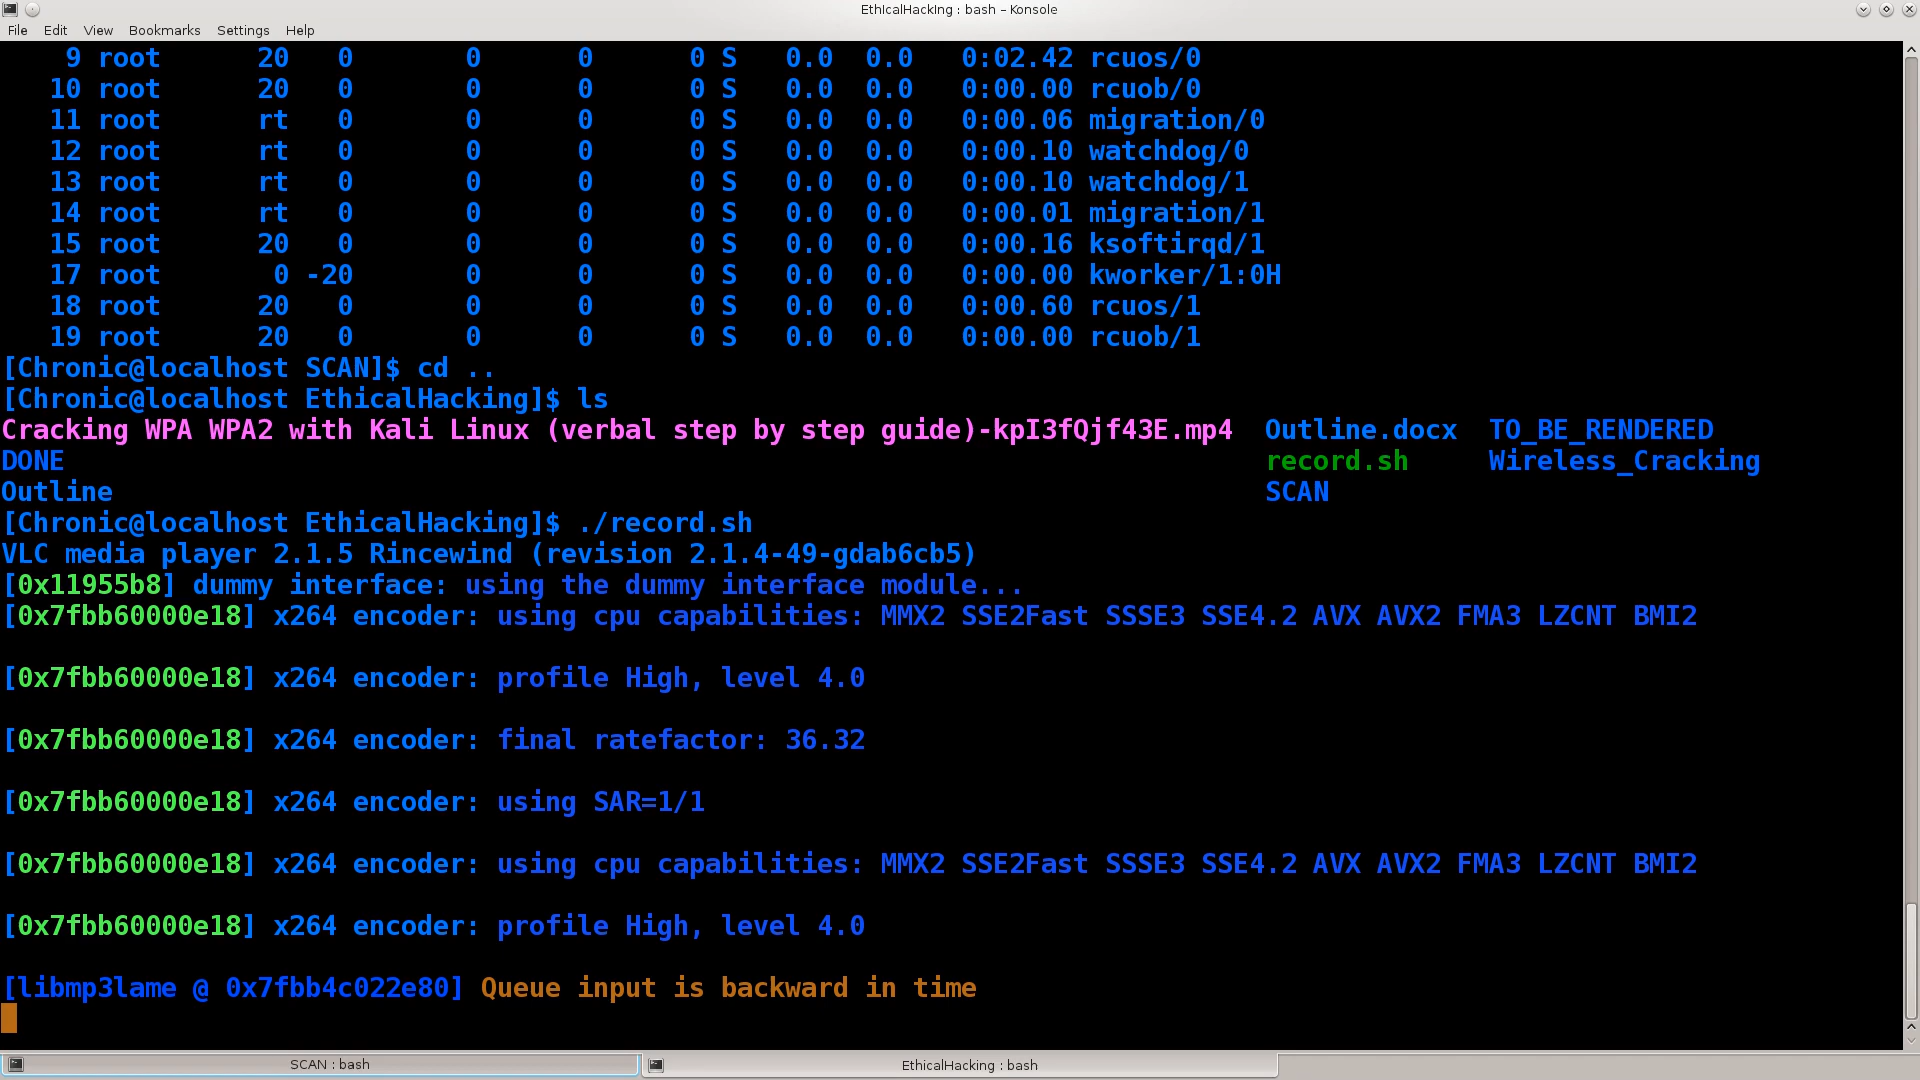 EthicalHacking : bash – Konsole
File Edit View Bookmarks Settings Help
9 root 20 0 0 0 0 S 0.0 0.0 0:02.42 rcuos/0
10 root 20 0 0 0 0 S 0.0 0.0 0:00.00 rcuob/0
11 root rt 0 0 0 0 S 0.0 0.0 0:00.06 migration/0
12 root rt 0 0 0 0 S 0.0 0.0 0:00.10 watchdog/0
13 root rt 0 0 0 0 S 0.0 0.0 0:00.10 watchdog/1
14 root rt 0 0 0 0 S 0.0 0.0 0:00.01 migration/1
15 root 20 0 0 0 0 S 0.0 0.0 0:00.16 ksoftirqd/1
17 root 0 -20 0 0 0 S 0.0 0.0 0:00.00 kworker/1:0H
18 root 20 0 0 0 0 S 0.0 0.0 0:00.60 rcuos/1
19 root 20 0 0 0 0 S 0.0 0.0 0:00.00 rcuob/1
[Chronic@localhost SCAN]$ cd ..
[Chronic@localhost EthicalHacking]$ ls
Cracking WPA WPA2 with Kali Linux (verbal step by step guide)-kpI3fQjf43E.mp4 Outline.docx TO_BE_RENDERED
DONE record.sh Wireless_Cracking
Outline SCAN
[Chronic@localhost EthicalHacking]$ ./record.sh
VLC media player 2.1.5 Rincewind (revision 2.1.4-49-gdab6cb5)
[0x11955b8] dummy interface: using the dummy interface module...
[0x7fbb60000e18] x264 encoder: using cpu capabilities: MMX2 SSE2Fast SSSE3 SSE4.2 AVX AVX2 FMA3 LZCNT BMI2
[0x7fbb60000e18] x264 encoder: profile High, level 4.0
[0x7fbb60000e18] x264 encoder: final ratefactor: 36.32
[0x7fbb60000e18] x264 encoder: using SAR=1/1
[0x7fbb60000e18] x264 encoder: using cpu capabilities: MMX2 SSE2Fast SSSE3 SSE4.2 AVX AVX2 FMA3 LZCNT BMI2
[0x7fbb60000e18] x264 encoder: profile High, level 4.0
[libmp3lame @ 0x7fbb4c022e80] Queue input is backward in time
SCAN : bash
EthicalHacking : bash